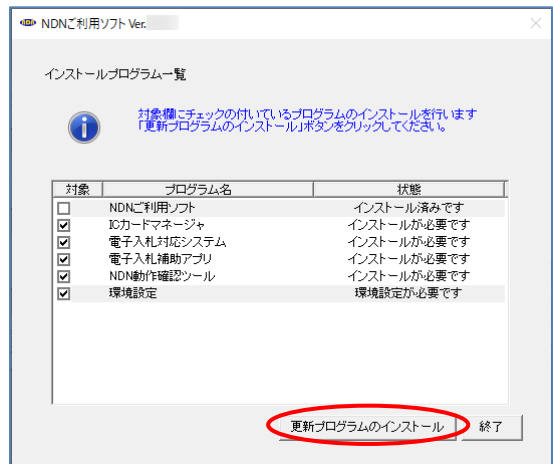 NDNご利用ソフト Ver.
インストールプログラム一覧
対象欄にチェックの付いているプログラムのインストールを行います
「更新プログラムのインストール」ボタンをクリックしてください。
対象 プログラム名 状態
NDNご利用ソフト インストール済みです
ICカードマネージャ インストールが必要です
電子入札対応システム インストールが必要です
電子入札補助アプリ インストールが必要です
NDN動作確認ツール インストールが必要です
環境設定 環境設定が必要です
更新プログラムのインストール 終了